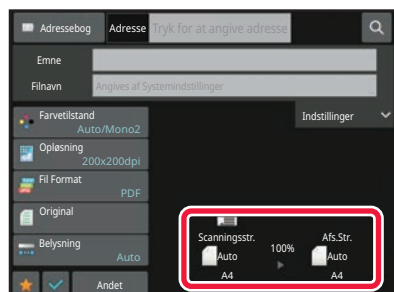 Adressebog Adresse Tryk for at angive adresse
Emne
Filnavn Angives af Systemindstillinger
Farvetilstand
Auto/Mono2
Indstillinger
Opløsning
200x200dpi
Fil Format
PDF
Original
Belysning
Auto
Scanningsstr. 100% Afs.Str.
Auto Auto
A4 A4
Andet